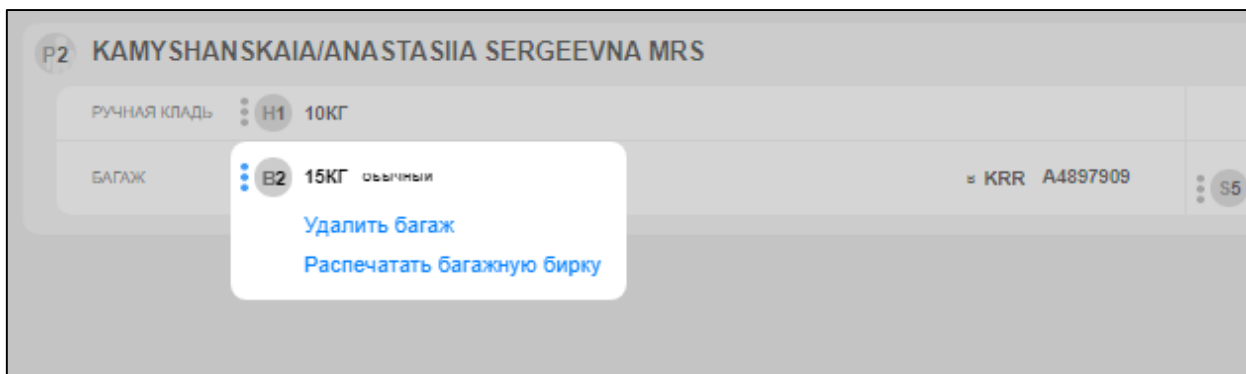 P2 KAMYSHANSKAIA/ANASTASIIA SERGEEVNA MRS
РУЧНАЯ КЛАДЬ H1 10КГ
БАГАЖ B2 15КГ обычный KRR A4897909 S5
Удалить багаж
Распечатать багажную бирку